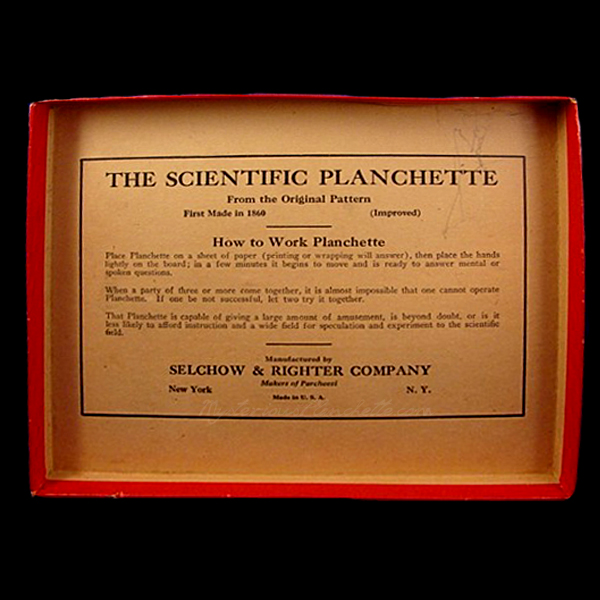 THE SCIENTIFIC PLANCHETTE
From the Original Pattern
First Made in 1860 (Improved)
How to Work Planchette
Place Planchette on a sheet of paper (printing or wrapping will answer), then place the hands
lightly on the board; in a few minutes it begins to move and is ready to answer mental or
spoken questions.
When a party of three or more come together, it is almost impossible that one cannot operate
Planchette. If one be not successful, let two try it together.
That Planchette is capable of giving a large amount of amusement, is beyond doubt, or is it
less likely to afford instruction and a wide field for speculation and experiment to the scientific
field.
Manufactured by
SELCHOW & RIGHTER COMPANY
Makers of Parcheesi
New York N. Y.
Made in U. S. A.